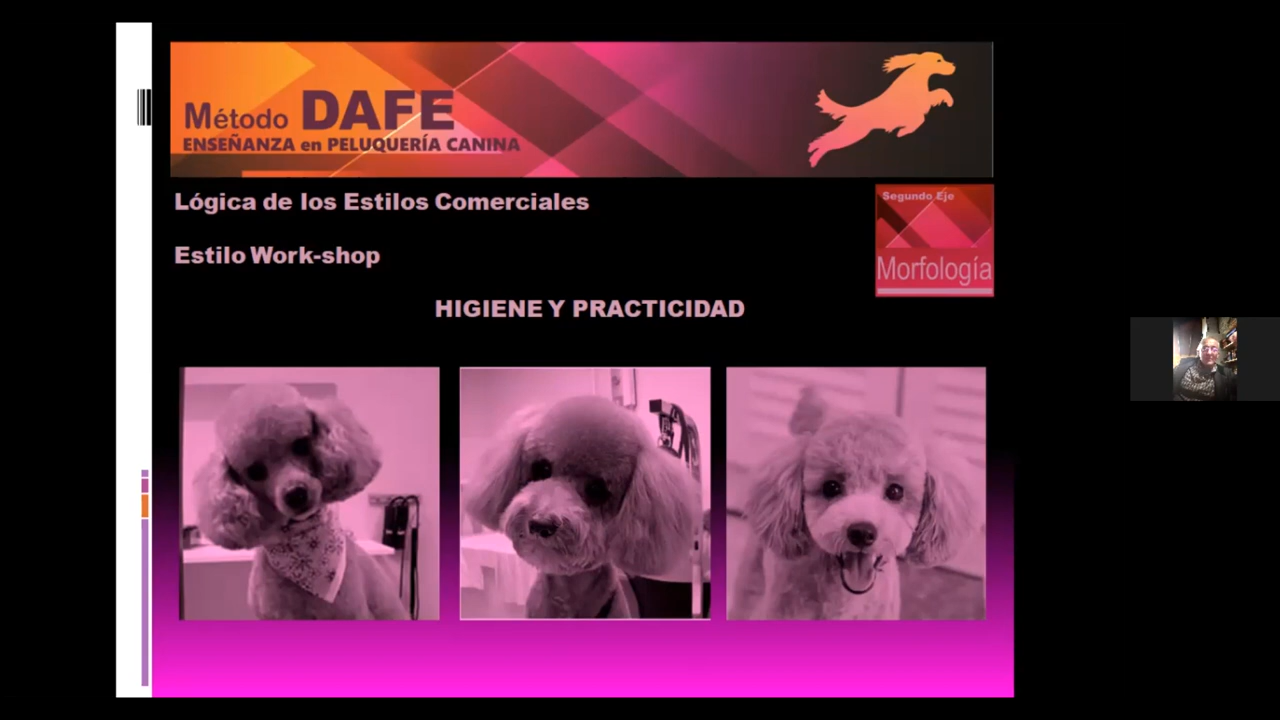 Método DAFE
ENSEÑANZA en PELUQUERÍA CANINA
Lógica de los Estilos Comerciales
Segundo Eje
Morfología
Estilo Work-shop
HIGIENE Y PRACTICIDAD